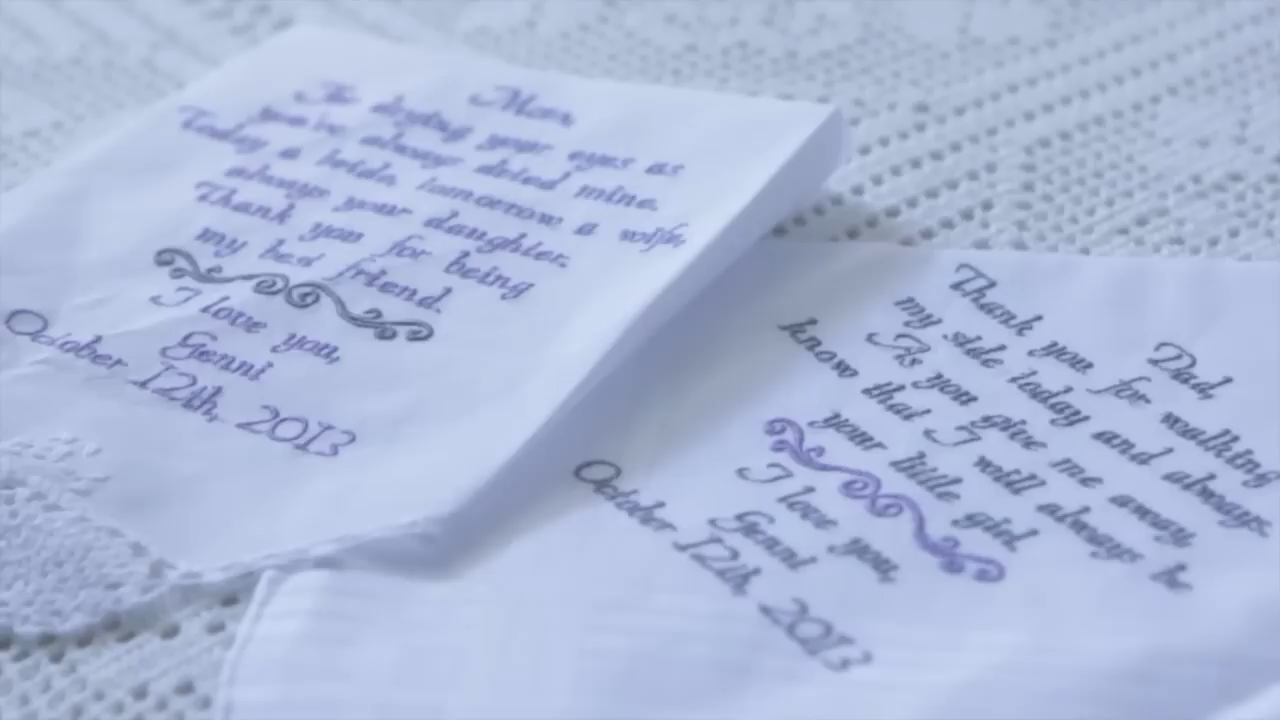 Mom,
For drying your eyes as
you've always dried mine.
Today a bride, tomorrow a wife,
always your daughter.
Thank you for being
my best friend.
I love you,
Genni
October 12th, 2013
Dad,
Thank you for walking
my side today and always.
As you give me away,
know that I will always be
your little girl.
I love you,
Genni
October 12th, 2013